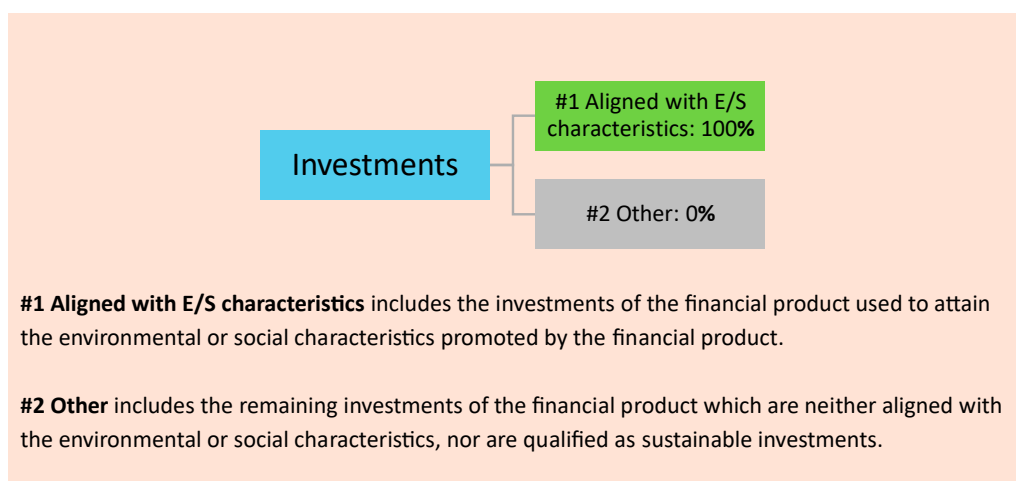 #1 Aligned with E/S
characteristics: 100%
Investments
#2 Other: 0%
#1 Aligned with E/S characteristics includes the investments of the financial product used to attain
the environmental or social characteristics promoted by the financial product.
#2 Other includes the remaining investments of the financial product which are neither aligned with
the environmental or social characteristics, nor are qualified as sustainable investments.